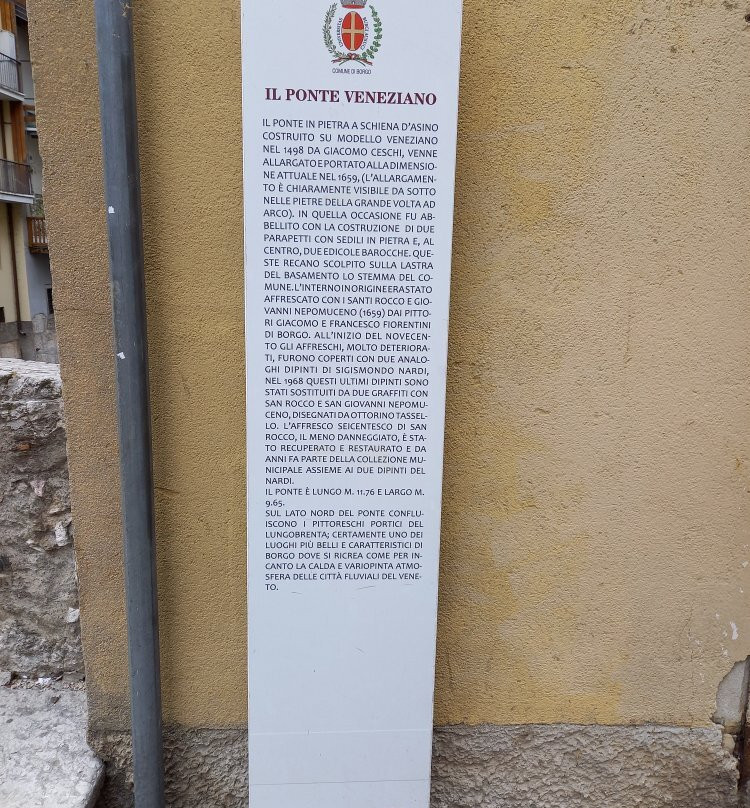 COMUNE DI BORGO
IL PONTE VENEZIANO
IL PONTE IN PIETRA A SCHIENA D'ASINO
COSTRUITO SU MODELLO VENEZIANO
NEL 1498 DA GIACOMO CESCHI, VENNE
ALLARGATO E PORTATO ALLA DIMENSIO-
NE ATTUALE NEL 1659, (L'ALLARGAMEN-
TO È CHIARAMENTE VISIBILE DA SOTTO
NELLE PIETRE DELLA GRANDE VOLTA AD
ARCO). IN QUELLA OCCASIONE FU AB-
BELLITO CON LA COSTRUZIONE DI DUE
PARAPETTI CON SEDILI IN PIETRA E, AL
CENTRO, DUE EDICOLE BAROCCHE. QUE-
STE RECANO SCOLPITO SULLA LASTRA
DEL BASAMENTO LO STEMMA DEL CO-
MUNE. L'INTERNO IN ORIGINE ERA STATO
AFFRESCATO CON I SANTI ROCCO E GIO-
VANNI NEPOMUCENO (1659) DAI PITTO-
RI GIACOMO E FRANCESCO FIORENTINI
DI BORGO. ALL'INIZIO DEL NOVECEN-
TO GLI AFFRESCHI, MOLTO DETERIORA-
TI, FURONO COPERTI CON DUE ANALO-
GHI DIPINTI DI SIGISMONDO NARDI,
NEL 1968 QUESTI ULTIMI DIPINTI SONO
STATI SOSTITUITI DA DUE GRAFFITI CON
SAN ROCCO E SAN GIOVANNI NEPOMU-
CENO, DISEGNATI DA OTTORINO TASSEL-
LO. L'AFFRESCO SEICENTESCO DI SAN
ROCCO, IL MENO DANNEGGIATO, È STA-
TO RECUPERATO E RESTAURATO E DA
ANNI FA PARTE DELLA COLLEZIONE MU-
NICIPALE ASSIEME AI DUE DIPINTI DEL
NARDI.
IL PONTE È LUNGO M. 11.76 E LARGO M.
9.65.
SUL LATO NORD DEL PONTE CONFLU-
ISCONO I PITTORESCHI PORTICI DEL
LUNGOBRENTA; CERTAMENTE UNO DEI
LUOGHI PIÙ BELLI E CARATTERISTICI DI
BORGO DOVE SI RICREA COME PER IN-
CANTO LA CALDA E VARIOPINTA ATMO-
SFERA DELLE CITTÀ FLUVIALI DEL VENE-
TO.